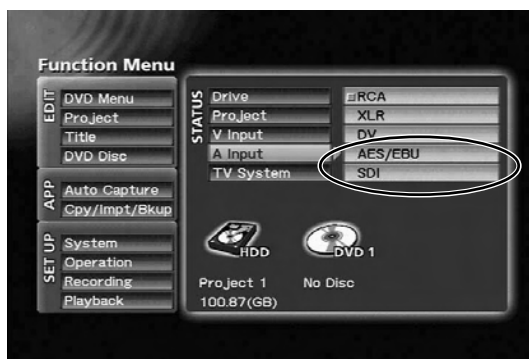 Function Menu
EDIT
DVD Menu
Project
Title
DVD Disc
APP
Auto Capture
Cpy/Impt/Bkup
SET UP
System
Operation
Recording
Playback
STATUS
Drive
Project
V Input
A Input
TV System
RCA
XLR
DV
AES/EBU
SDI
HDD
DVD 1
Project 1
No Disc
100.87(GB)